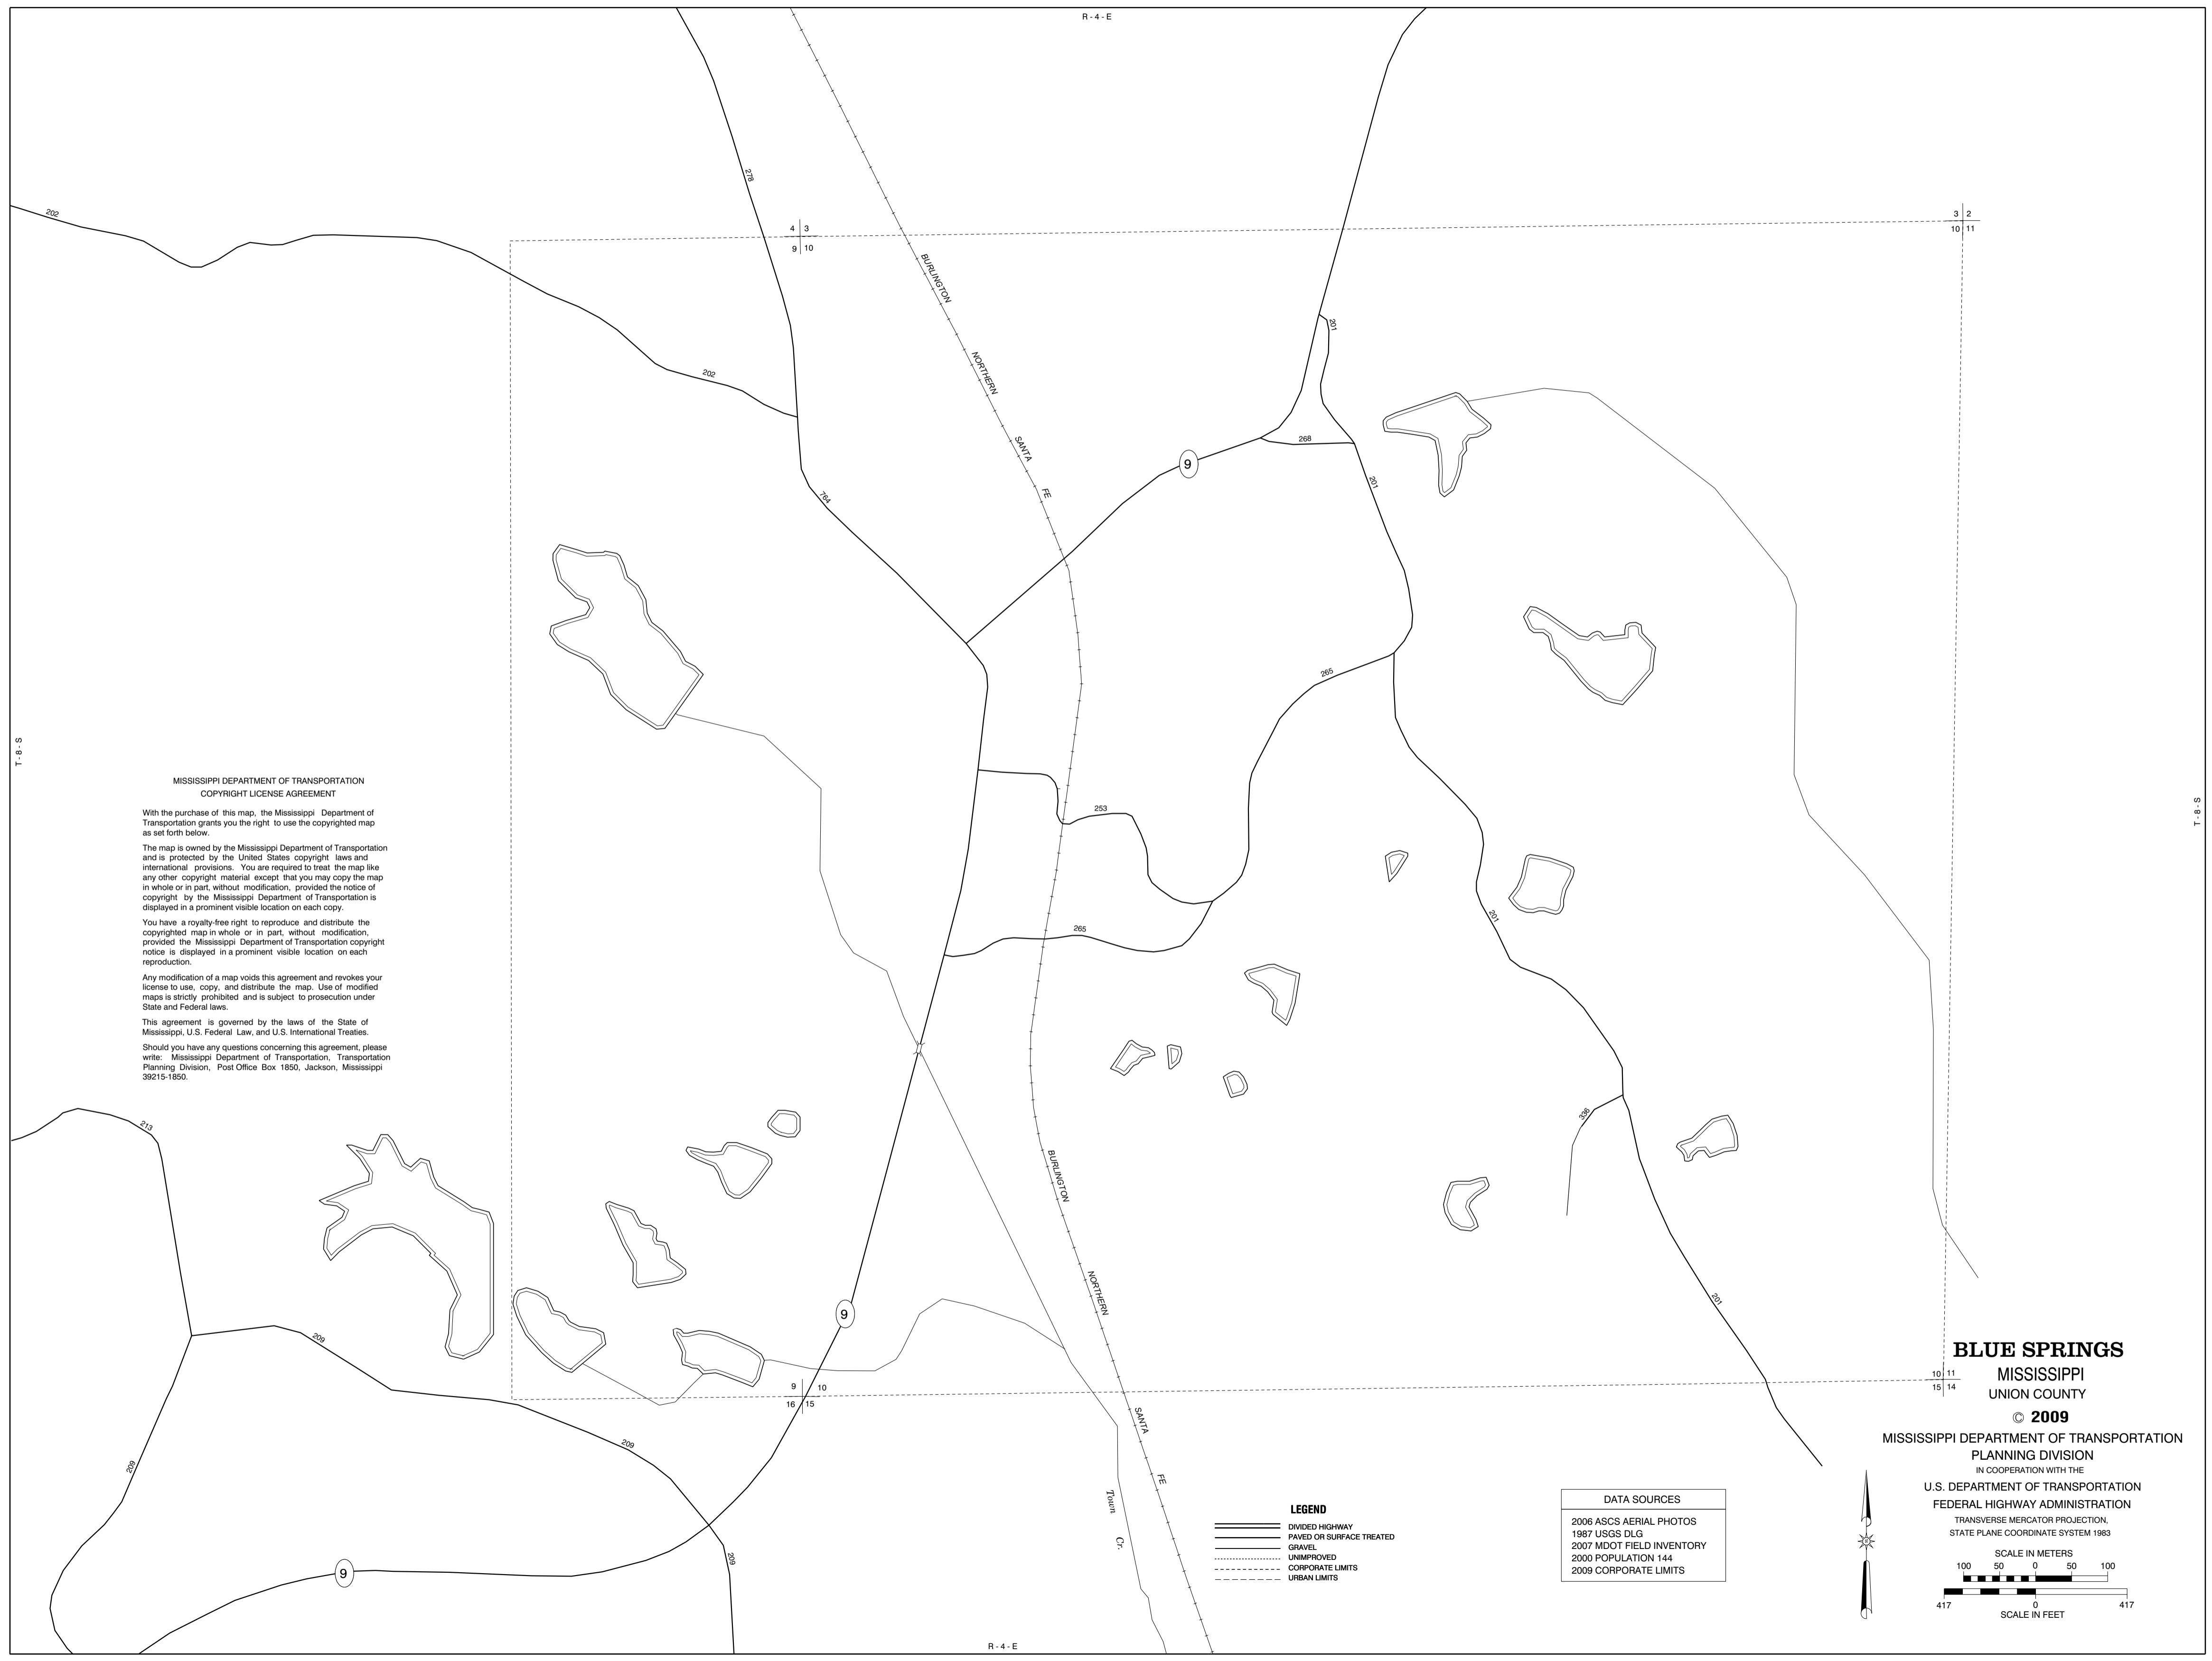 R - 4 - E
278
202
4 3
9 10
3 2
10 11
BURLINGTON
NORTHERN
SANTA
FE
201
202
268
9
764
201
265
T - 8 - S
T - 8 - S
253
265
201
MISSISSIPPI DEPARTMENT OF TRANSPORTATION
COPYRIGHT LICENSE AGREEMENT
With the purchase of this map, the Mississippi Department of
Transportation grants you the right to use the copyrighted map
as set forth below.
The map is owned by the Mississippi Department of Transportation
and is protected by the United States copyright laws and
international provisions. You are required to treat the map like
any other copyright material except that you may copy the map
in whole or in part, without modification, provided the notice of
copyright by the Mississippi Department of Transportation is
displayed in a prominent visible location on each copy.
You have a royalty-free right to reproduce and distribute the
copyrighted map in whole or in part, without modification,
provided the Mississippi Department of Transportation copyright
notice is displayed in a prominent visible location on each
reproduction.
Any modification of a map voids this agreement and revokes your
license to use, copy, and distribute the map. Use of modified
maps is strictly prohibited and is subject to prosecution under
State and Federal laws.
This agreement is governed by the laws of the State of
Mississippi, U.S. Federal Law, and U.S. International Treaties.
Should you have any questions concerning this agreement, please
write: Mississippi Department of Transportation, Transportation
Planning Division, Post Office Box 1850, Jackson, Mississippi
39215-1850.
213
336
BURLINGTON
NORTHERN
SANTA
FE
9
201
209
209
209
209
9
9 10
16 15
10 11
15 14
Town
Cr.
R - 4 - E
LEGEND
DIVIDED HIGHWAY
PAVED OR SURFACE TREATED
GRAVEL
UNIMPROVED
CORPORATE LIMITS
URBAN LIMITS
DATA SOURCES
2006 ASCS AERIAL PHOTOS
1987 USGS DLG
2007 MDOT FIELD INVENTORY
2000 POPULATION 144
2009 CORPORATE LIMITS
BLUE SPRINGS
MISSISSIPPI
UNION COUNTY
© 2009
MISSISSIPPI DEPARTMENT OF TRANSPORTATION
PLANNING DIVISION
IN COOPERATION WITH THE
U.S. DEPARTMENT OF TRANSPORTATION
FEDERAL HIGHWAY ADMINISTRATION
TRANSVERSE MERCATOR PROJECTION,
STATE PLANE COORDINATE SYSTEM 1983
SCALE IN METERS
100 50 0 50 100
417 0 417
SCALE IN FEET